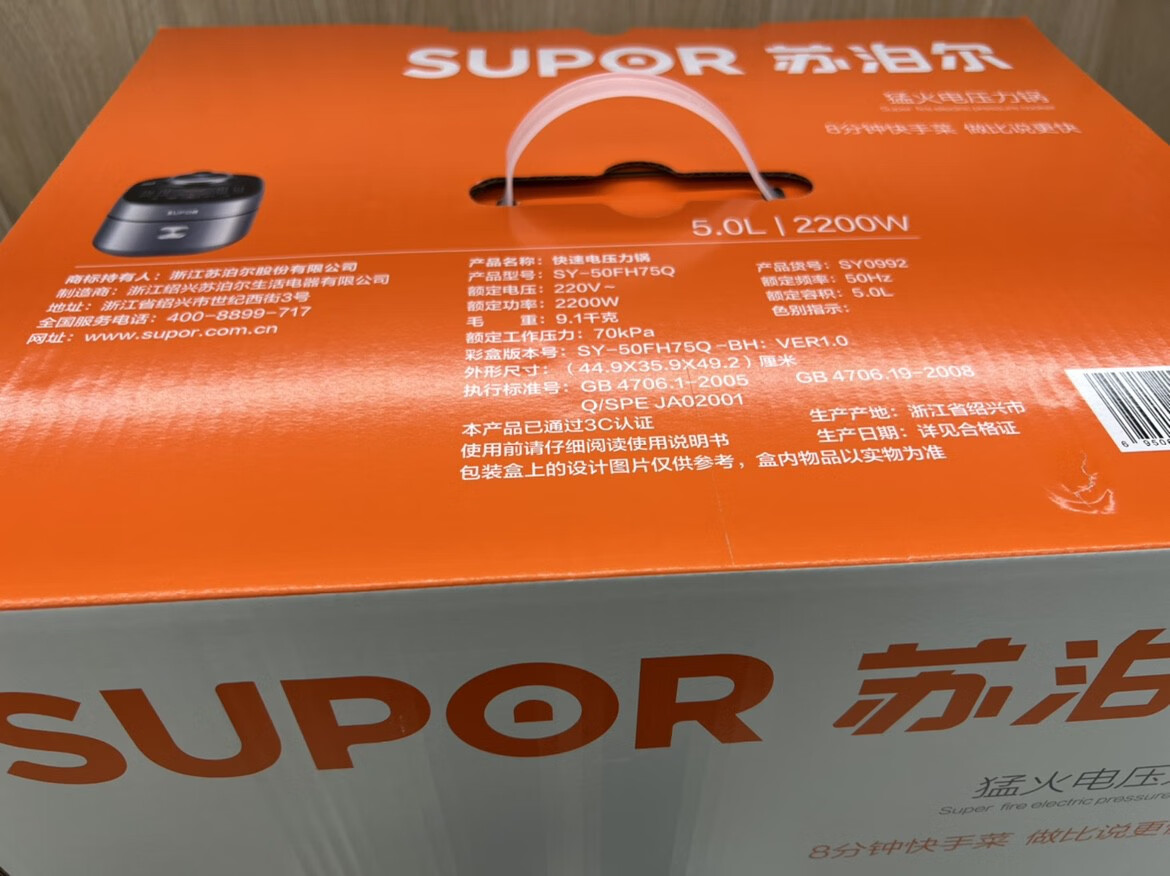 SUPOR 苏泊尔
猛火电压力锅
Super fire electric pressure cooker
8分钟快手菜 做比说更快
SUPOR
5.0L | 2200W
商标持有人：浙江苏泊尔股份有限公司
制造商：浙江绍兴苏泊尔生活电器有限公司
地址：浙江省绍兴市世纪西街3号
全国服务电话：400-8899-717
网址：www.supor.com.cn
产品名称：快速电压力锅
产品型号：SY-50FH75Q 产品货号：SY0992
额定电压：220V~ 额定频率：50Hz
额定功率：2200W 额定容积：5.0L
毛 重：9.1千克 色别指示：
额定工作压力：70kPa
彩盒版本号：SY-50FH75Q-BH：VER1.0
外形尺寸：（44.9X35.9X49.2）厘米
执行标准号：GB 4706.1-2005 GB 4706.19-2008
Q/SPE JA02001
本产品已通过3C认证 生产产地：浙江省绍兴市
使用前请仔细阅读使用说明书 生产日期：详见合格证
包装盒上的设计图片仅供参考，盒内物品以实物为准
SUPOR 苏泊
猛火电压
Super fire electric pressure
8分钟快手菜 做比说更